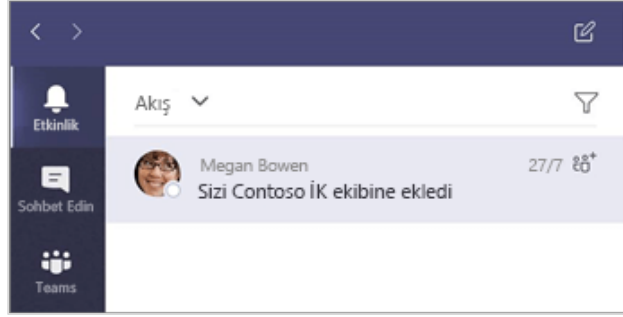 Etkinlik
Sohbet Edin
Teams
Akış
Megan Bowen
27/7
Sizi Contoso İK ekibine ekledi